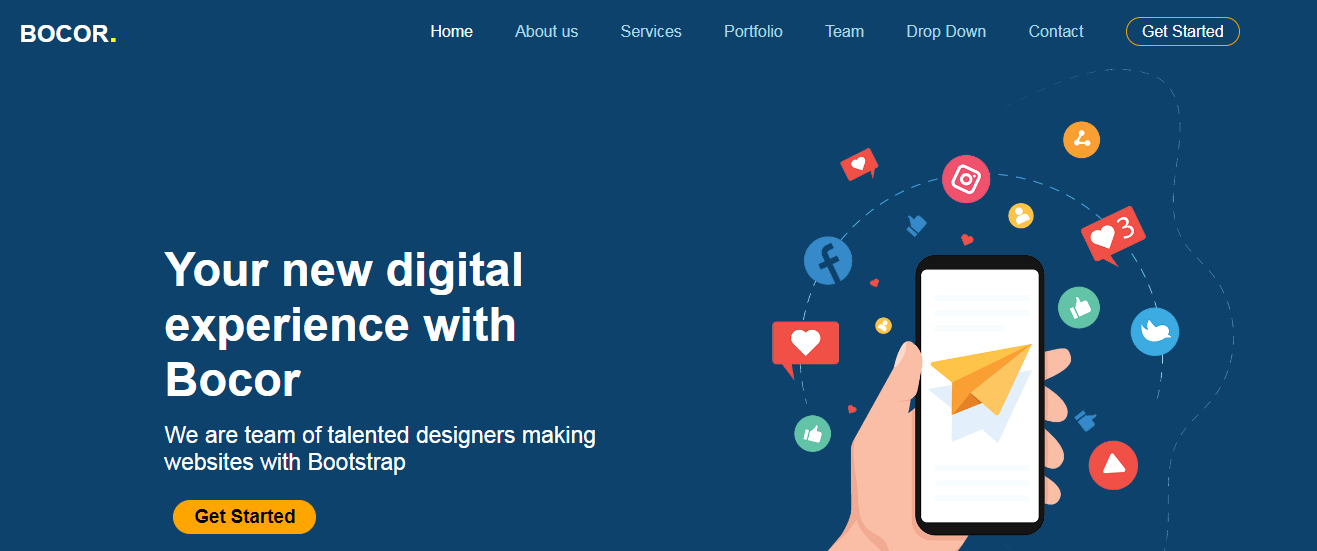 BOCOR.
Home About us Services Portfolio Team Drop Down Contact Get Started
3
Your new digital
experience with
Bocor
We are team of talented designers making
websites with Bootstrap
Get Started